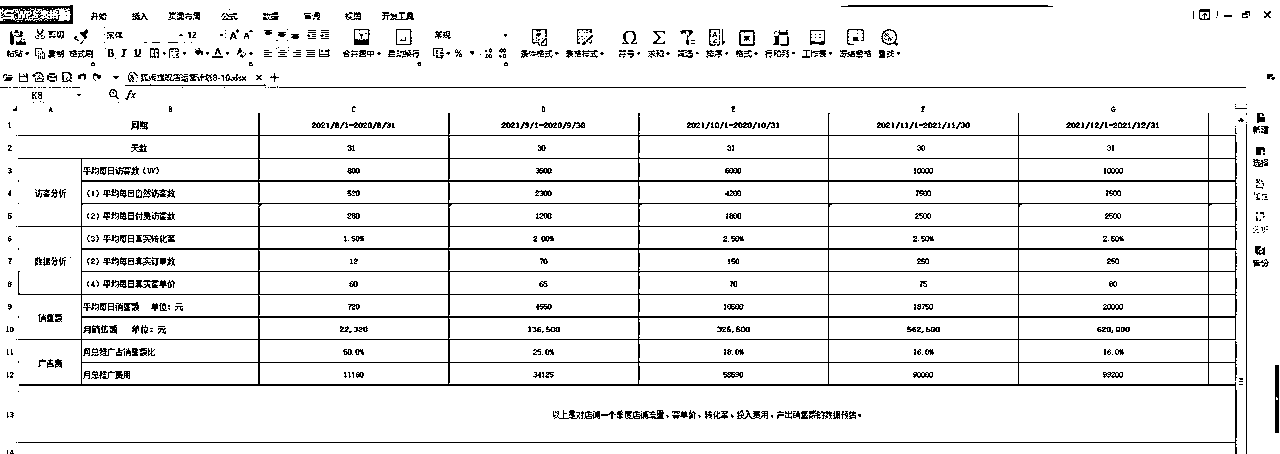 开始 插入 页面布局 公式 数据 审阅 视图 开发工具
剪切 宋体 12 常规
粘贴 复制 格式刷 B I U A 合并居中 自动换行 % 条件格式 表格样式 符号 求和 筛选 排序 格式 行和列 工作表 冻结窗格 查找
K8 fx
A B C D E F G
1 周期 2021/8/1-2020/8/31 2021/9/1-2020/9/30 2021/10/1-2020/10/31 2021/11/1-2021/11/30 2021/12/1-2021/12/31
2 天数 31 30 31 30 31
3 平均每日访客数(UV) 800 3500 6000 10000 10000
访客分析
4 (1)平均每日自然访客数 520 2300 4200 7500 7500
5 (2)平均每日付费访客数 280 1200 1800 2500 2500
6 (3)平均每日真实转化率 1.50% 2.00% 2.50% 2.50% 2.50%
数据分析
7 (2)平均每日真实订单数 12 70 150 250 250
8 (4)平均每日真实客单价 60 65 70 75 80
9 平均每日销售额 单位:元 720 4550 10500 18750 20000
销售额
10 月销售额 单位:元 22,320 136,500 325,500 562,500 620,000
11 月总推广占销售额比 50.0% 25.0% 18.0% 16.0% 16.0%
广告费
12 月总推广费用 11160 34125 58590 90000 99200
13 以上是对店铺一个季度店铺流量、客单价、转化率、投入费用、产出销售额的数据预估。
14